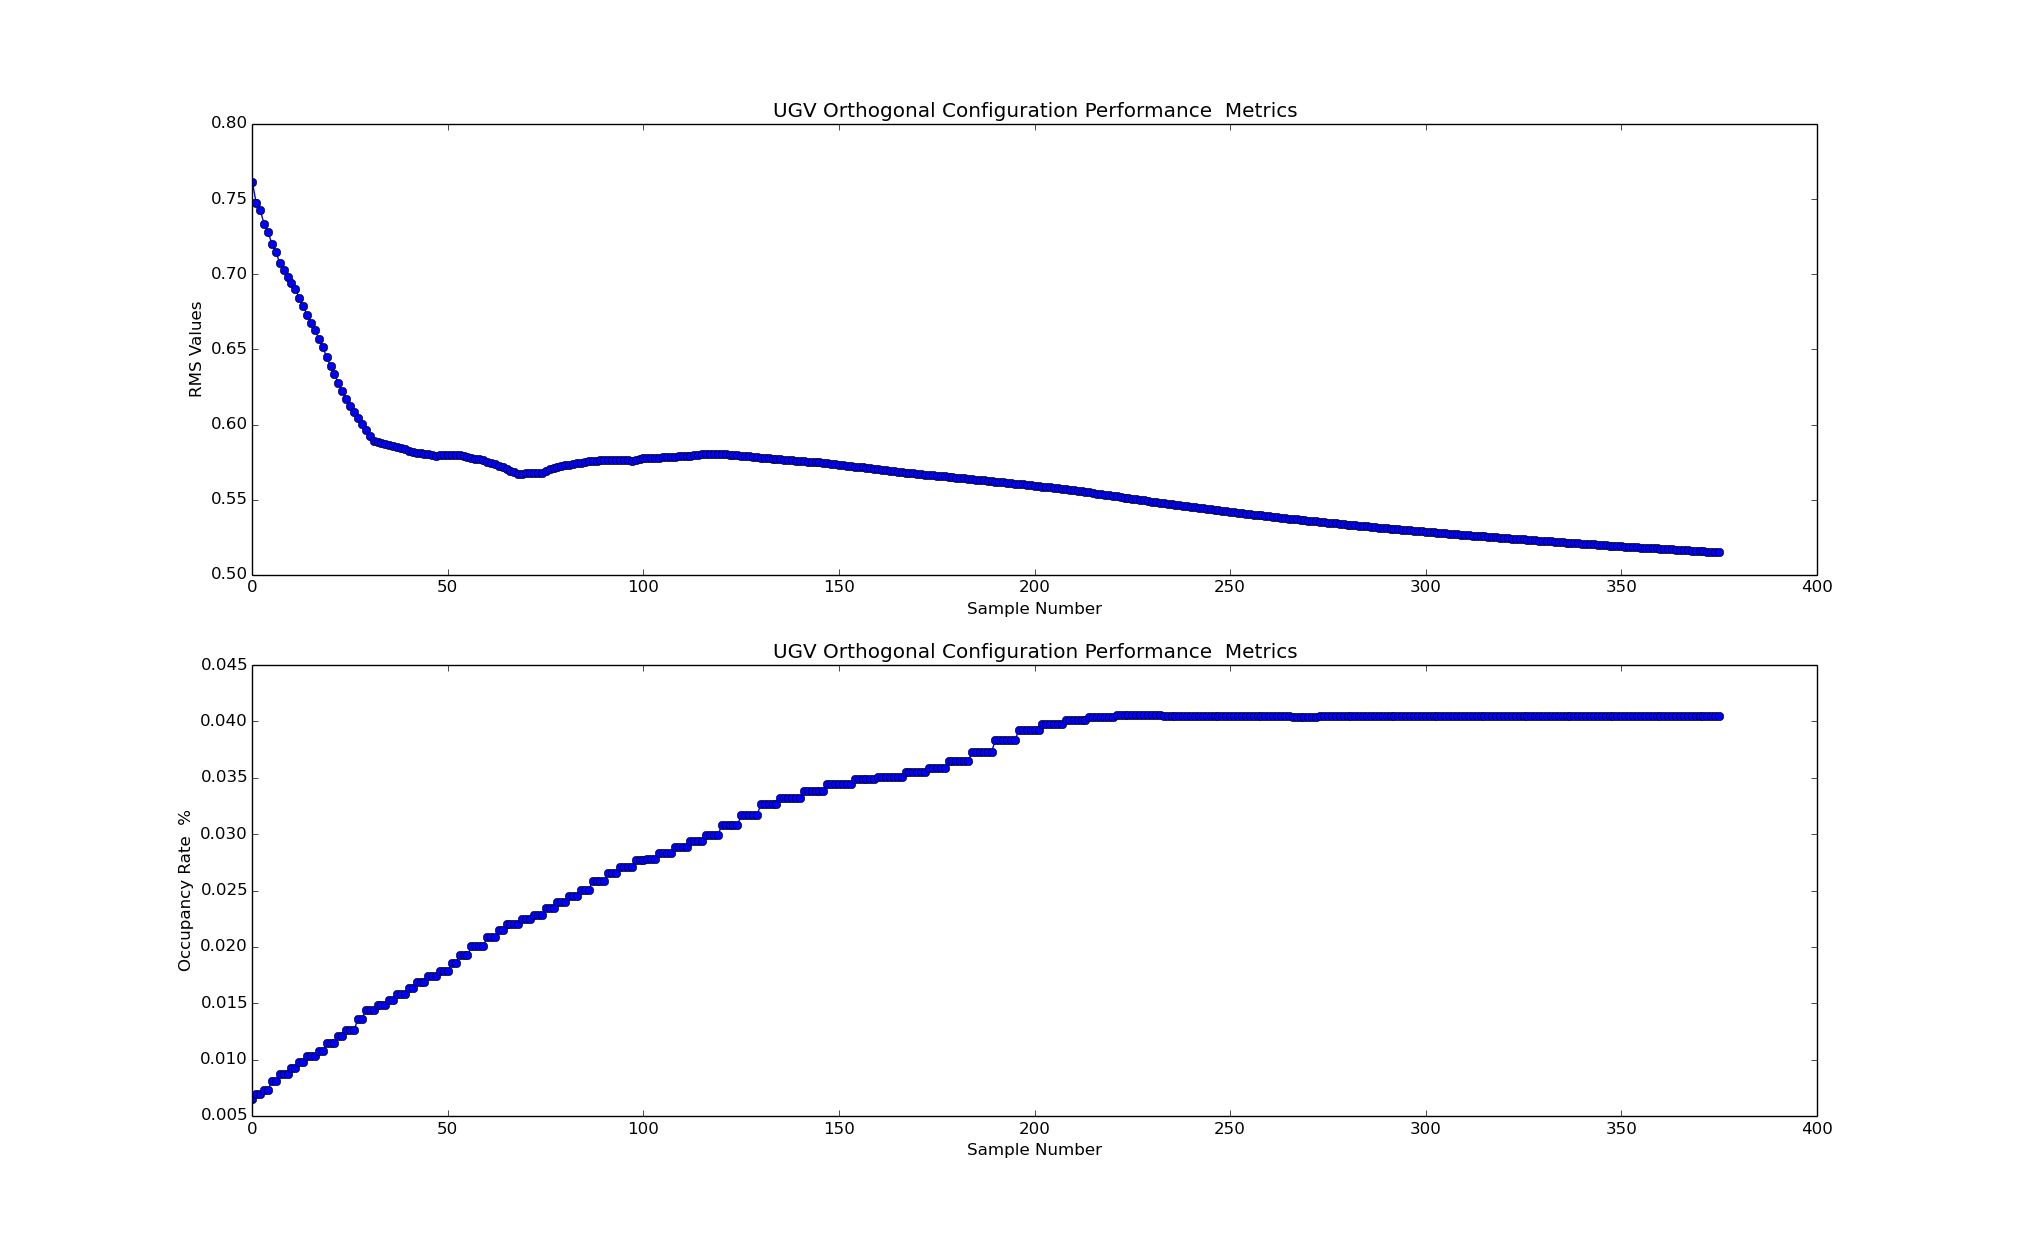 UGV Orthogonal Configuration Performance  Metrics
0.80
0.75
0.70
0.65
0.60
0.55
0.50
RMS Values
0 50 100 150 200 250 300 350 400
Sample Number
UGV Orthogonal Configuration Performance  Metrics
0.045
0.040
0.035
0.030
0.025
0.020
0.015
0.010
0.005
Occupancy Rate  %
0 50 100 150 200 250 300 350 400
Sample Number